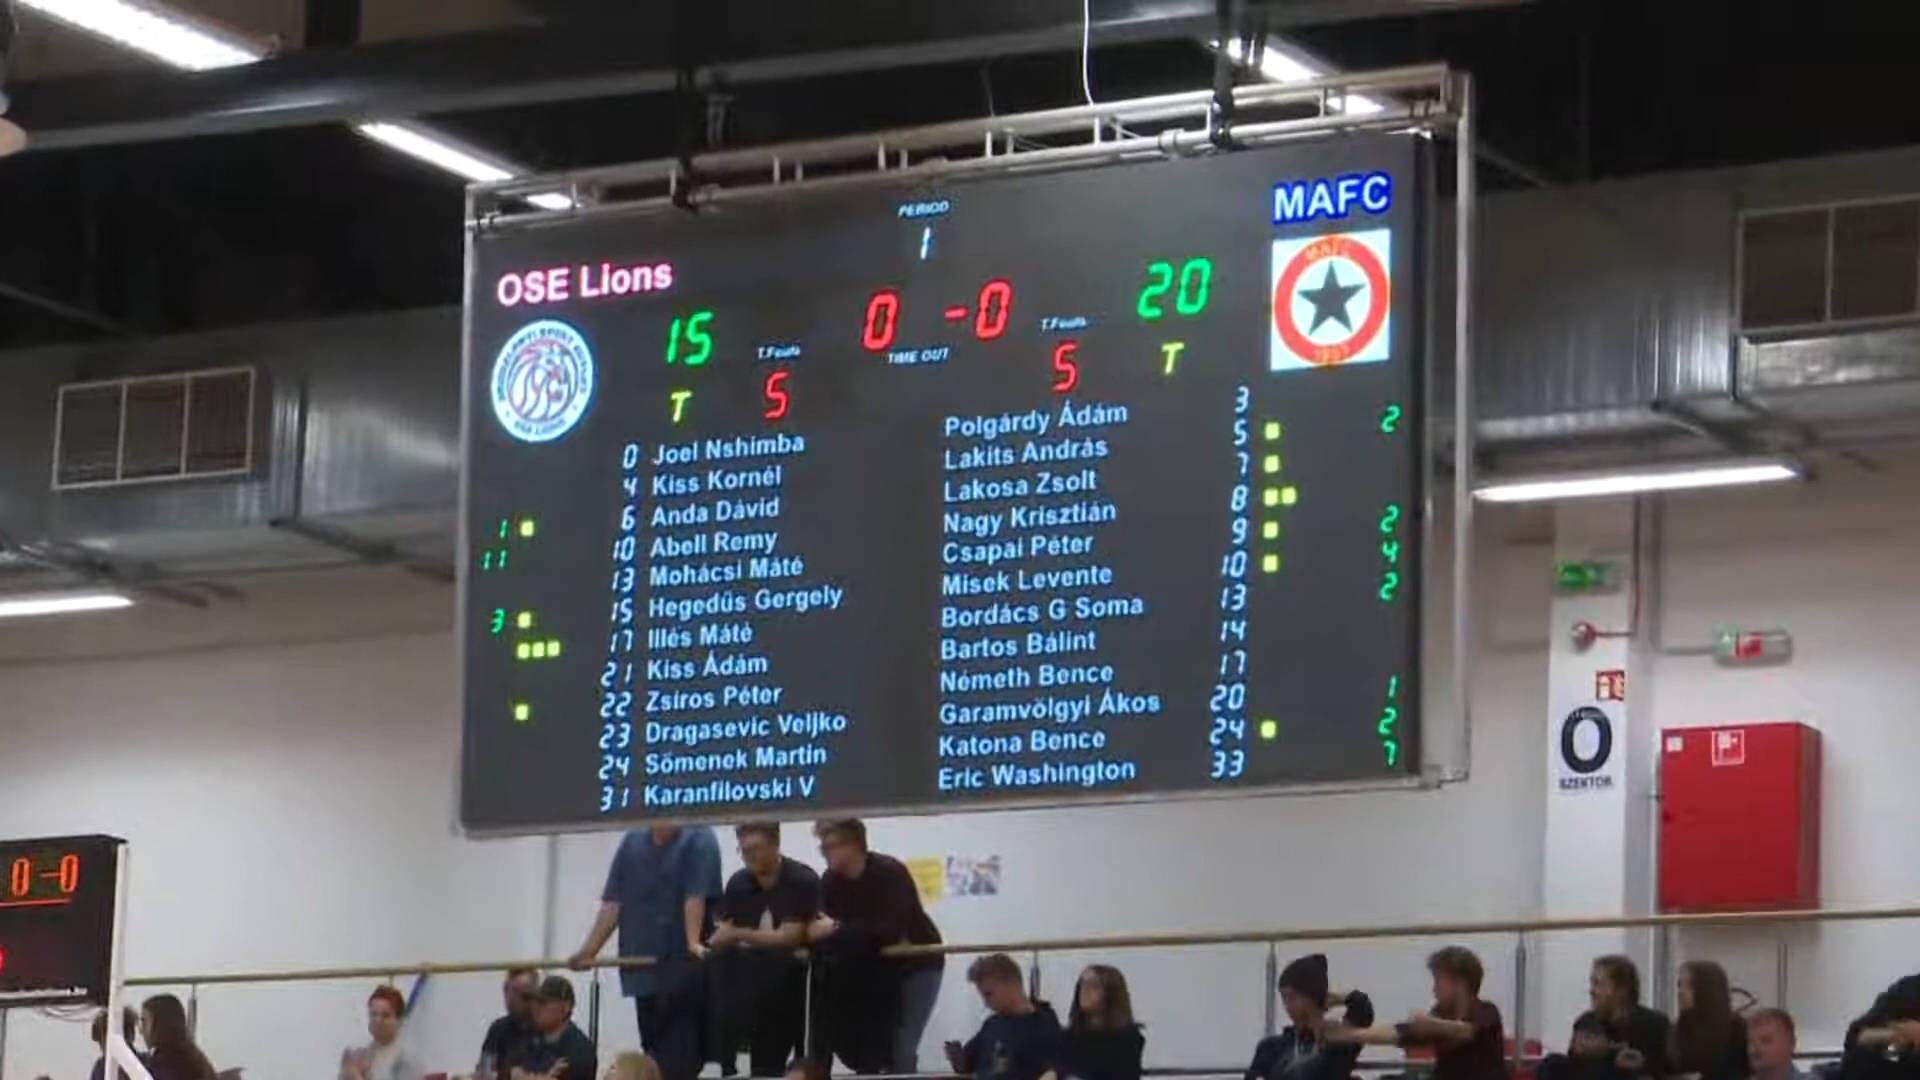 PERIOD
1
MAFC
OSE Lions
MAFC
15
T.Fouls
0 -0
T.Fouls
20
TIME OUT
T
5
5
T
0 Joel Nshimba
4 Kiss Kornél
6 Anda Dávid
1 10 Abell Remy
11 13 Mohácsi Máté
15 Hegedűs Gergely
3 17 Illés Máté
21 Kiss Ádám
22 Zsíros Péter
23 Dragasevic Veljko
24 Sömenek Martin
31 Karanfilovski V
Polgárdy Ádám 3 2
Lakits András 5
Lakosa Zsolt 7
Nagy Krisztián 8 2
Csapai Péter 9 4
Misek Levente 10 2
Bordács G Soma 13
Bartos Bálint 14
Németh Bence 17 1
Garamvölgyi Ákos 20 2
Katona Bence 24 7
Eric Washington 33
0 -0
O
SZEKTOR